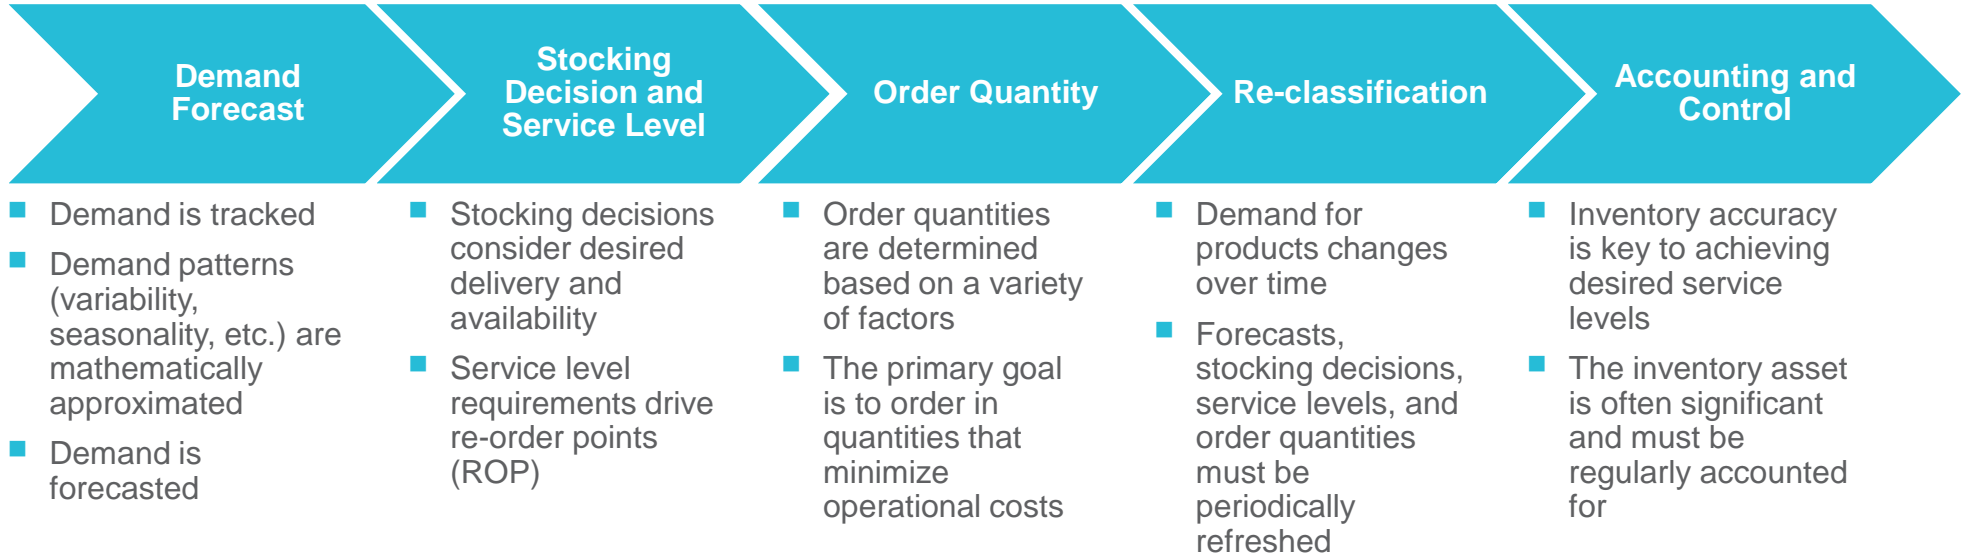 Demand
Forecast
Stocking
Decision and
Service Level
Order Quantity
Re-classification
Accounting and
Control
Demand is tracked
Demand patterns
(variability,
seasonality, etc.) are
mathematically
approximated
Demand is
forecasted
Stocking decisions
consider desired
delivery and
availability
Service level
requirements drive
re-order points
(ROP)
Order quantities
are determined
based on a variety
of factors
The primary goal
is to order in
quantities that
minimize
operational costs
Demand for
products changes
over time
Forecasts,
stocking decisions,
service levels, and
order quantities
must be
periodically
refreshed
Inventory accuracy
is key to achieving
desired service
levels
The inventory asset
is often significant
and must be
regularly accounted
for